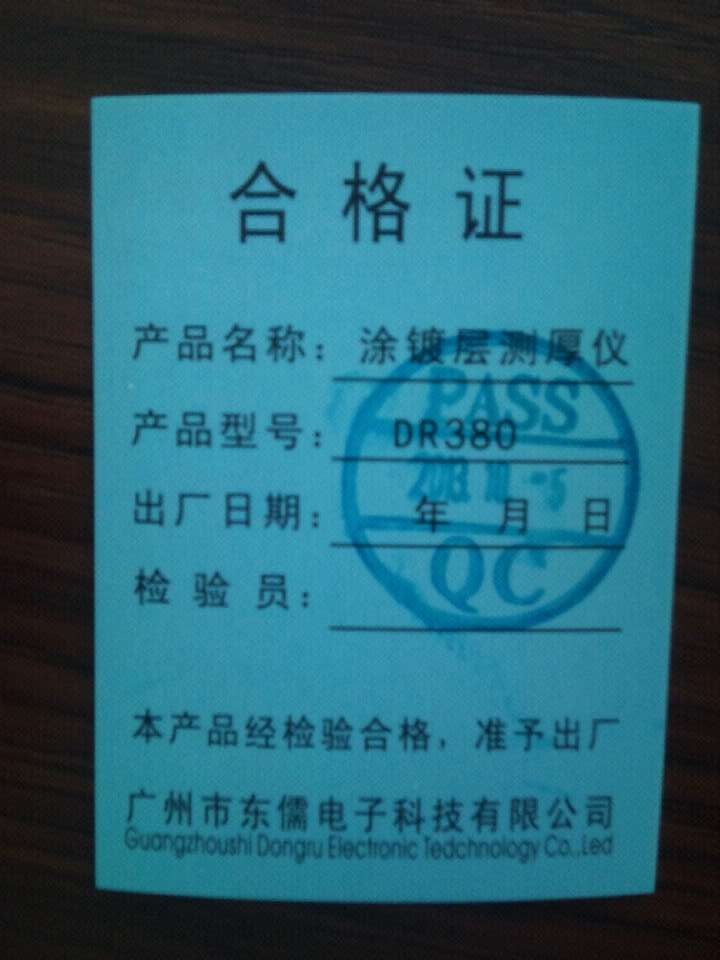 合格证
产品名称：涂镀层测厚仪
PASS
产品型号：DR380
2013 10 -5
出厂日期：年 月 日
QC
检验员：
本产品经检验合格，准予出厂
广州市东儒电子科技有限公司
Guangzhoushi Dongru Electronic Tedchnology Co.,Led